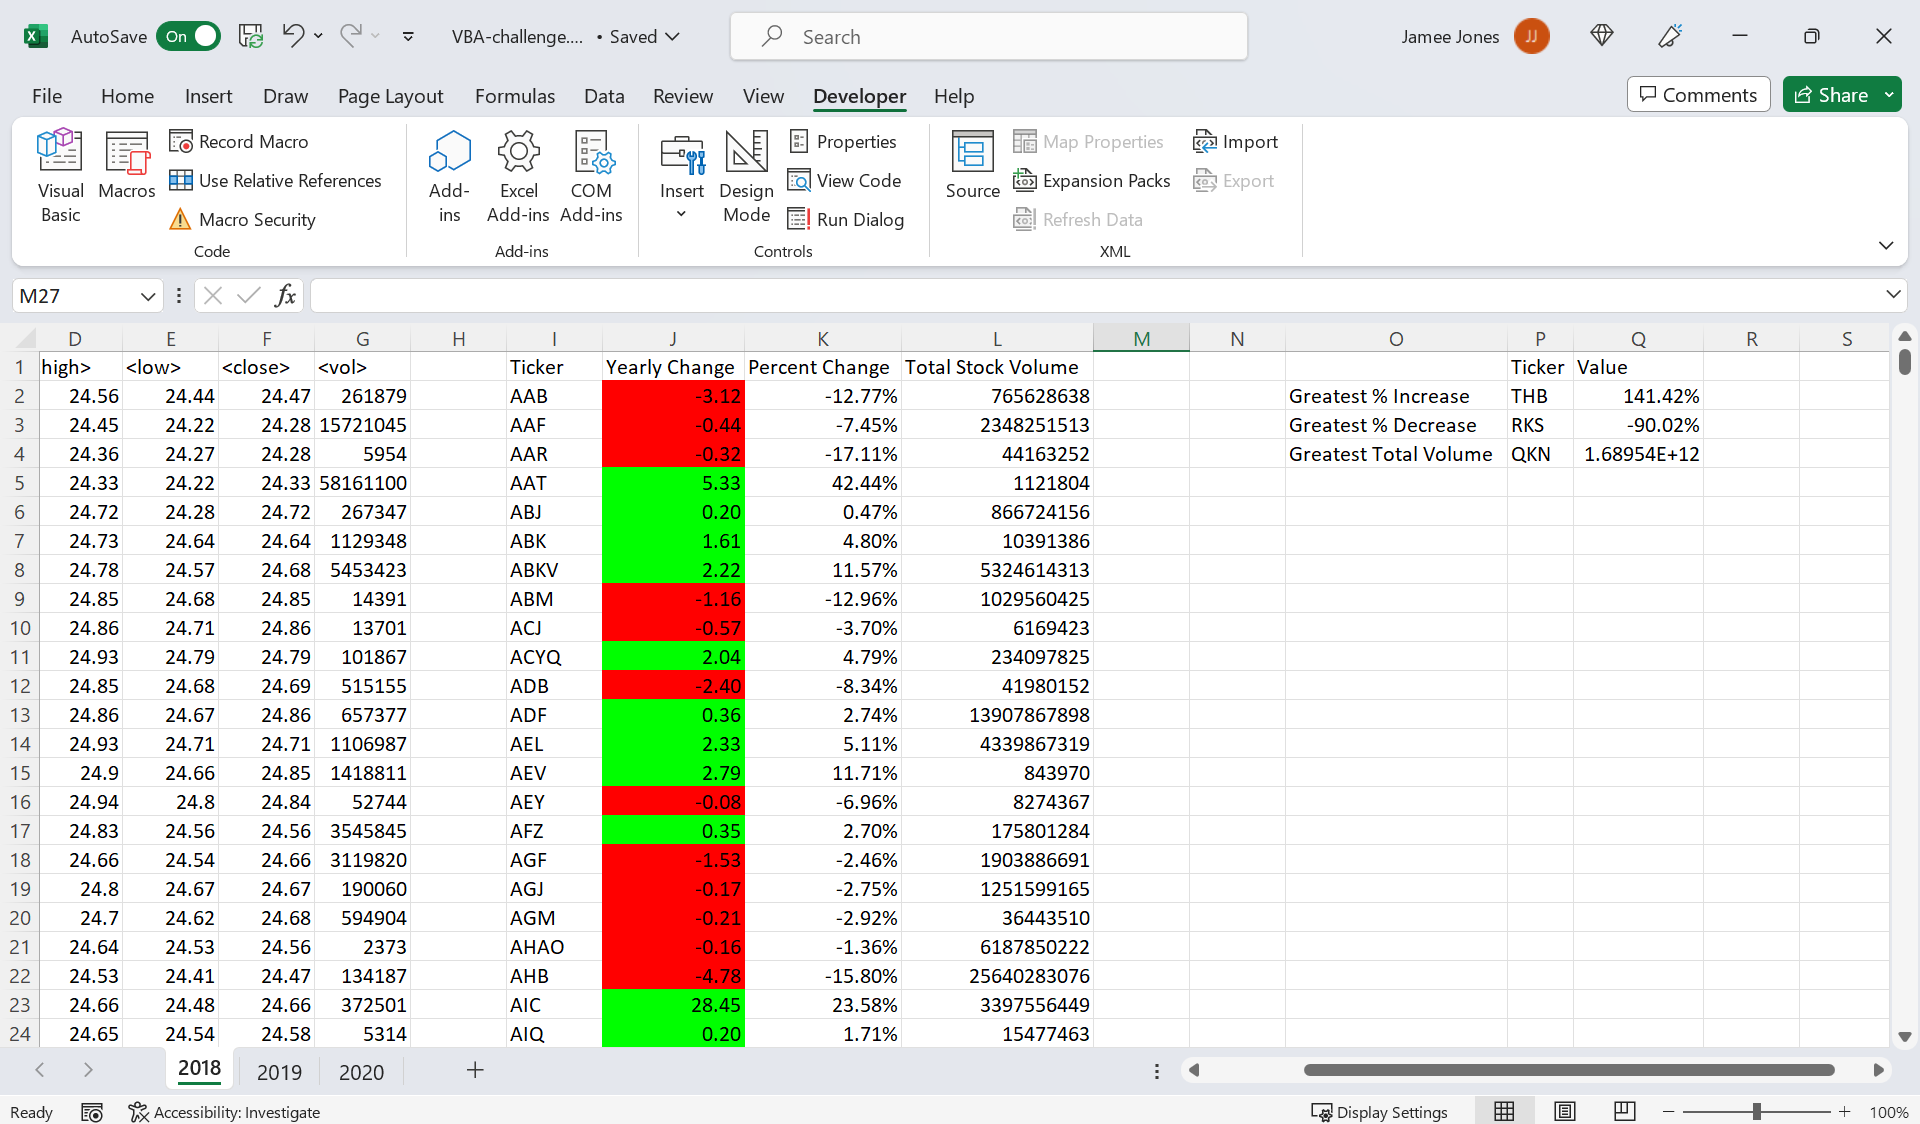 AutoSave On VBA-challenge.... • Saved Search Jamee Jones JJ
File Home Insert Draw Page Layout Formulas Data Review View Developer Help Comments Share
Visual Basic Macros Record Macro Use Relative References Macro Security Code
Add-ins Excel Add-ins COM Add-ins Add-ins
Insert Design Mode Properties View Code Run Dialog Controls
Source Map Properties Expansion Packs Refresh Data Import Export XML
M27 fx
D E F G H I J K L M N O P Q R S
1 high> <low> <close> <vol> Ticker Yearly Change Percent Change Total Stock Volume Ticker Value
2 24.56 24.44 24.47 261879 AAB -3.12 -12.77% 765628638 Greatest % Increase THB 141.42%
3 24.45 24.22 24.28 15721045 AAF -0.44 -7.45% 2348251513 Greatest % Decrease RKS -90.02%
4 24.36 24.27 24.28 5954 AAR -0.32 -17.11% 44163252 Greatest Total Volume QKN 1.68954E+12
5 24.33 24.22 24.33 58161100 AAT 5.33 42.44% 1121804
6 24.72 24.28 24.72 267347 ABJ 0.20 0.47% 866724156
7 24.73 24.64 24.64 1129348 ABK 1.61 4.80% 10391386
8 24.78 24.57 24.68 5453423 ABKV 2.22 11.57% 5324614313
9 24.85 24.68 24.85 14391 ABM -1.16 -12.96% 1029560425
10 24.86 24.71 24.86 13701 ACJ -0.57 -3.70% 6169423
11 24.93 24.79 24.79 101867 ACYQ 2.04 4.79% 234097825
12 24.85 24.68 24.69 515155 ADB -2.40 -8.34% 41980152
13 24.86 24.67 24.86 657377 ADF 0.36 2.74% 13907867898
14 24.93 24.71 24.71 1106987 AEL 2.33 5.11% 4339867319
15 24.9 24.66 24.85 1418811 AEV 2.79 11.71% 843970
16 24.94 24.8 24.84 52744 AEY -0.08 -6.96% 8274367
17 24.83 24.56 24.56 3545845 AFZ 0.35 2.70% 175801284
18 24.66 24.54 24.66 3119820 AGF -1.53 -2.46% 1903886691
19 24.8 24.67 24.67 190060 AGJ -0.17 -2.75% 1251599165
20 24.7 24.62 24.68 594904 AGM -0.21 -2.92% 36443510
21 24.64 24.53 24.56 2373 AHAO -0.16 -1.36% 6187850222
22 24.53 24.41 24.47 134187 AHB -4.78 -15.80% 25640283076
23 24.66 24.48 24.66 372501 AIC 28.45 23.58% 3397556449
24 24.65 24.54 24.58 5314 AIQ 0.20 1.71% 15477463
2018 2019 2020
Ready Accessibility: Investigate Display Settings 100%